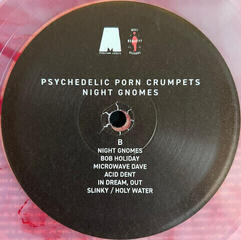 PSYCHEDELIC PORN CRUMPETS
NIGHT GNOMES
B
NIGHT GNOMES
BOB HOLIDAY
MICROWAVE DAVE
ACID DENT
IN DREAM, OUT
SLINKY / HOLY WATER